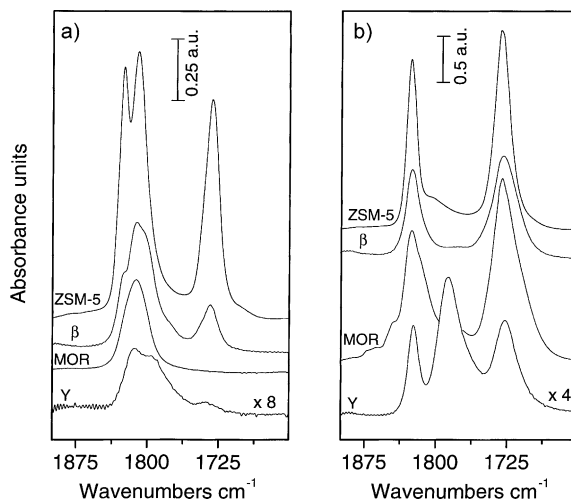 a)
0.25 a.u.
Absorbance units
ZSM-5
β
MOR
Y
x 8
1875 1800 1725
Wavenumbers cm-1
b)
0.5 a.u.
ZSM-5
β
MOR
Y
x 4
1875 1800 1725
Wavenumbers cm-1